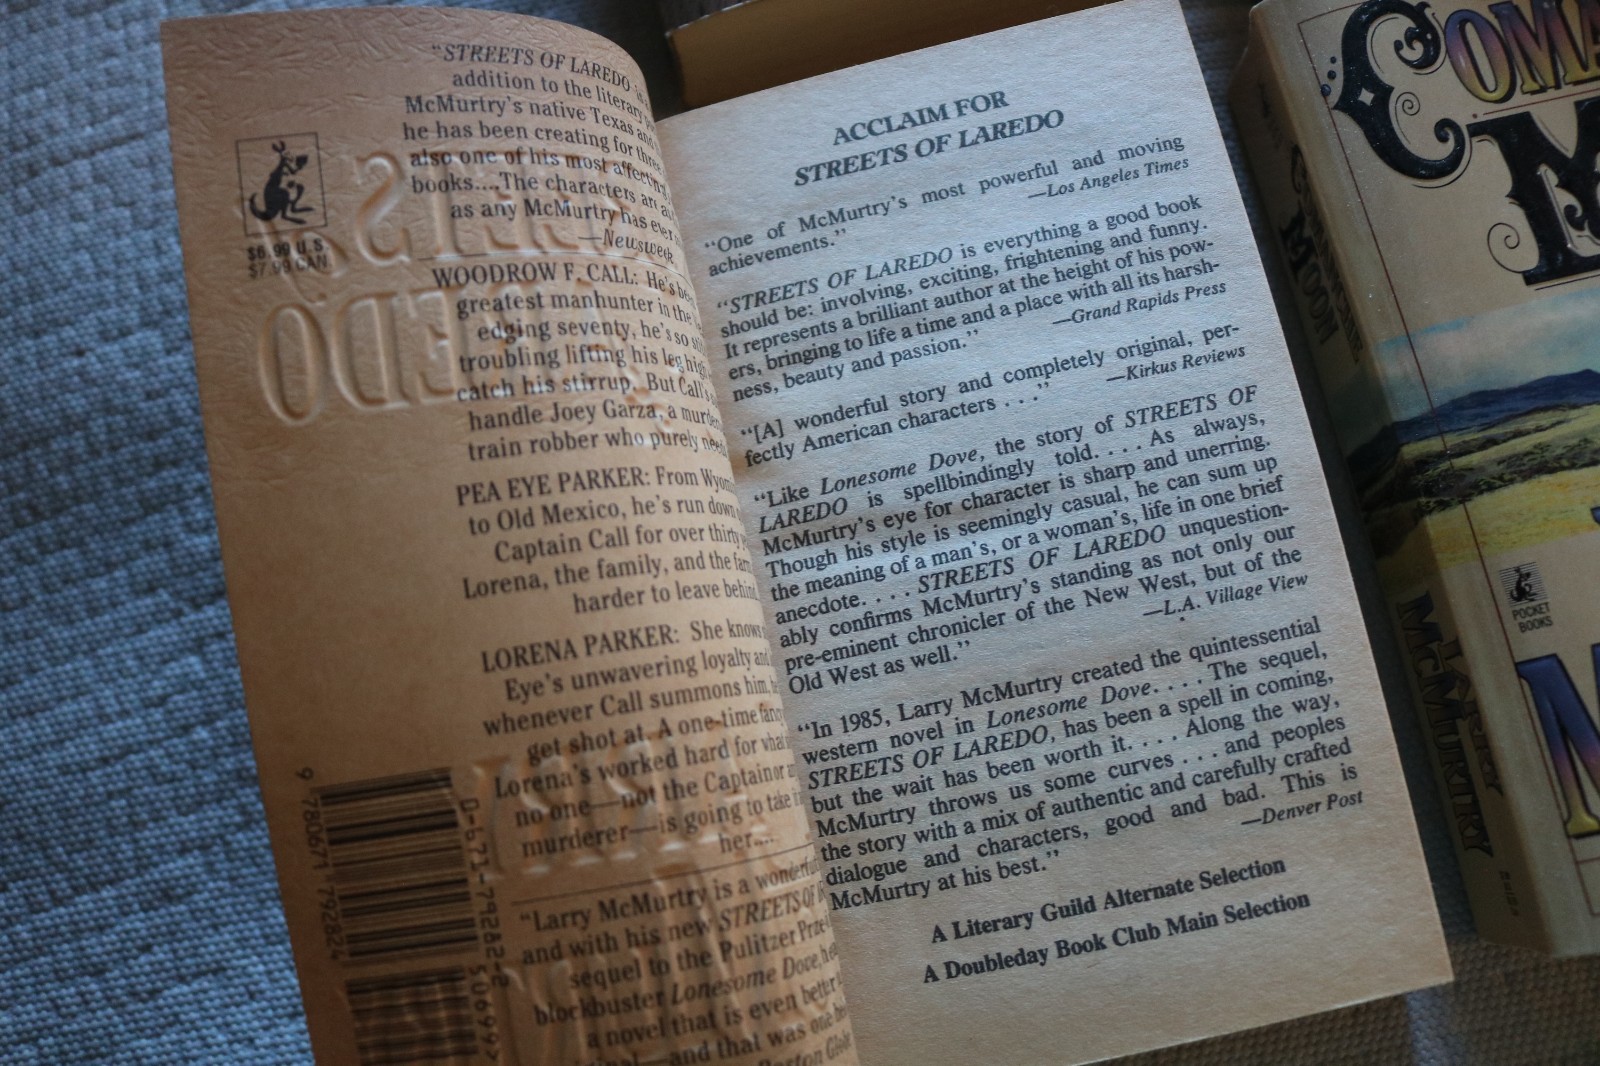 "STREETS OF LAREDO is a
addition to the literary
McMurtry's native Texas and
he has been creating for three
also one of his most affecting
books....The characters are as
as any McMurtry has ever
—Newsweek
$6.99 U.S.
$7.99 CAN.
WOODROW F. CALL: He's been
greatest manhunter in the
edging seventy, he's so
troubling lifting his leg high
catch his stirrup. But Call's
handle Joey Garza, a
train robber who purely
PEA EYE PARKER: From
to Old Mexico, he's run down
Captain Call for over thirty
Lorena, the family, and the
harder to leave behind
LORENA PARKER: She knows
Eye's unwavering loyalty and
whenever Call summons him,
get shot at. A one-time fancy
Lorena's worked hard for what
no one—not the Captain or a
murderer—is going to take it
her....
"Larry McMurtry is a wonderful
and with his new STREETS OF
sequel to the Pulitzer Prize
blockbuster Lonesome Dove, he
a novel that is even better
—and that was one
Boston Globe
9 780671 792824
0-671-79282-2
50699
ACCLAIM FOR
STREETS OF LAREDO
"One of McMurtry's most powerful and moving
achievements."
—Los Angeles Times
"STREETS OF LAREDO is everything a good book
should be: involving, exciting, frightening and funny.
It represents a brilliant author at the height of his pow-
ers, bringing to life a time and a place with all its harsh-
ness, beauty and passion."
—Grand Rapids Press
"[A] wonderful story and completely original, per-
fectly American characters . . ."
—Kirkus Reviews
"Like Lonesome Dove, the story of STREETS OF
LAREDO is spellbindingly told. . . . As always,
McMurtry's eye for character is sharp and unerring.
Though his style is seemingly casual, he can sum up
the meaning of a man's, or a woman's, life in one brief
anecdote. . . . STREETS OF LAREDO unquestion-
ably confirms McMurtry's standing as not only our
pre-eminent chronicler of the New West, but of the
Old West as well."
—L.A. Village View
"In 1985, Larry McMurtry created the quintessential
western novel in Lonesome Dove. . . . The sequel,
STREETS OF LAREDO, has been a spell in coming,
but the wait has been worth it. . . . Along the way,
McMurtry throws us some curves . . . and peoples
the story with a mix of authentic and carefully crafted
dialogue and characters, good and bad. This is
McMurtry at his best."
—Denver Post
A Literary Guild Alternate Selection
A Doubleday Book Club Main Selection
COMA
M
COMANCHE
MOON
LARRY
McMURTRY
POCKET
BOOKS
M